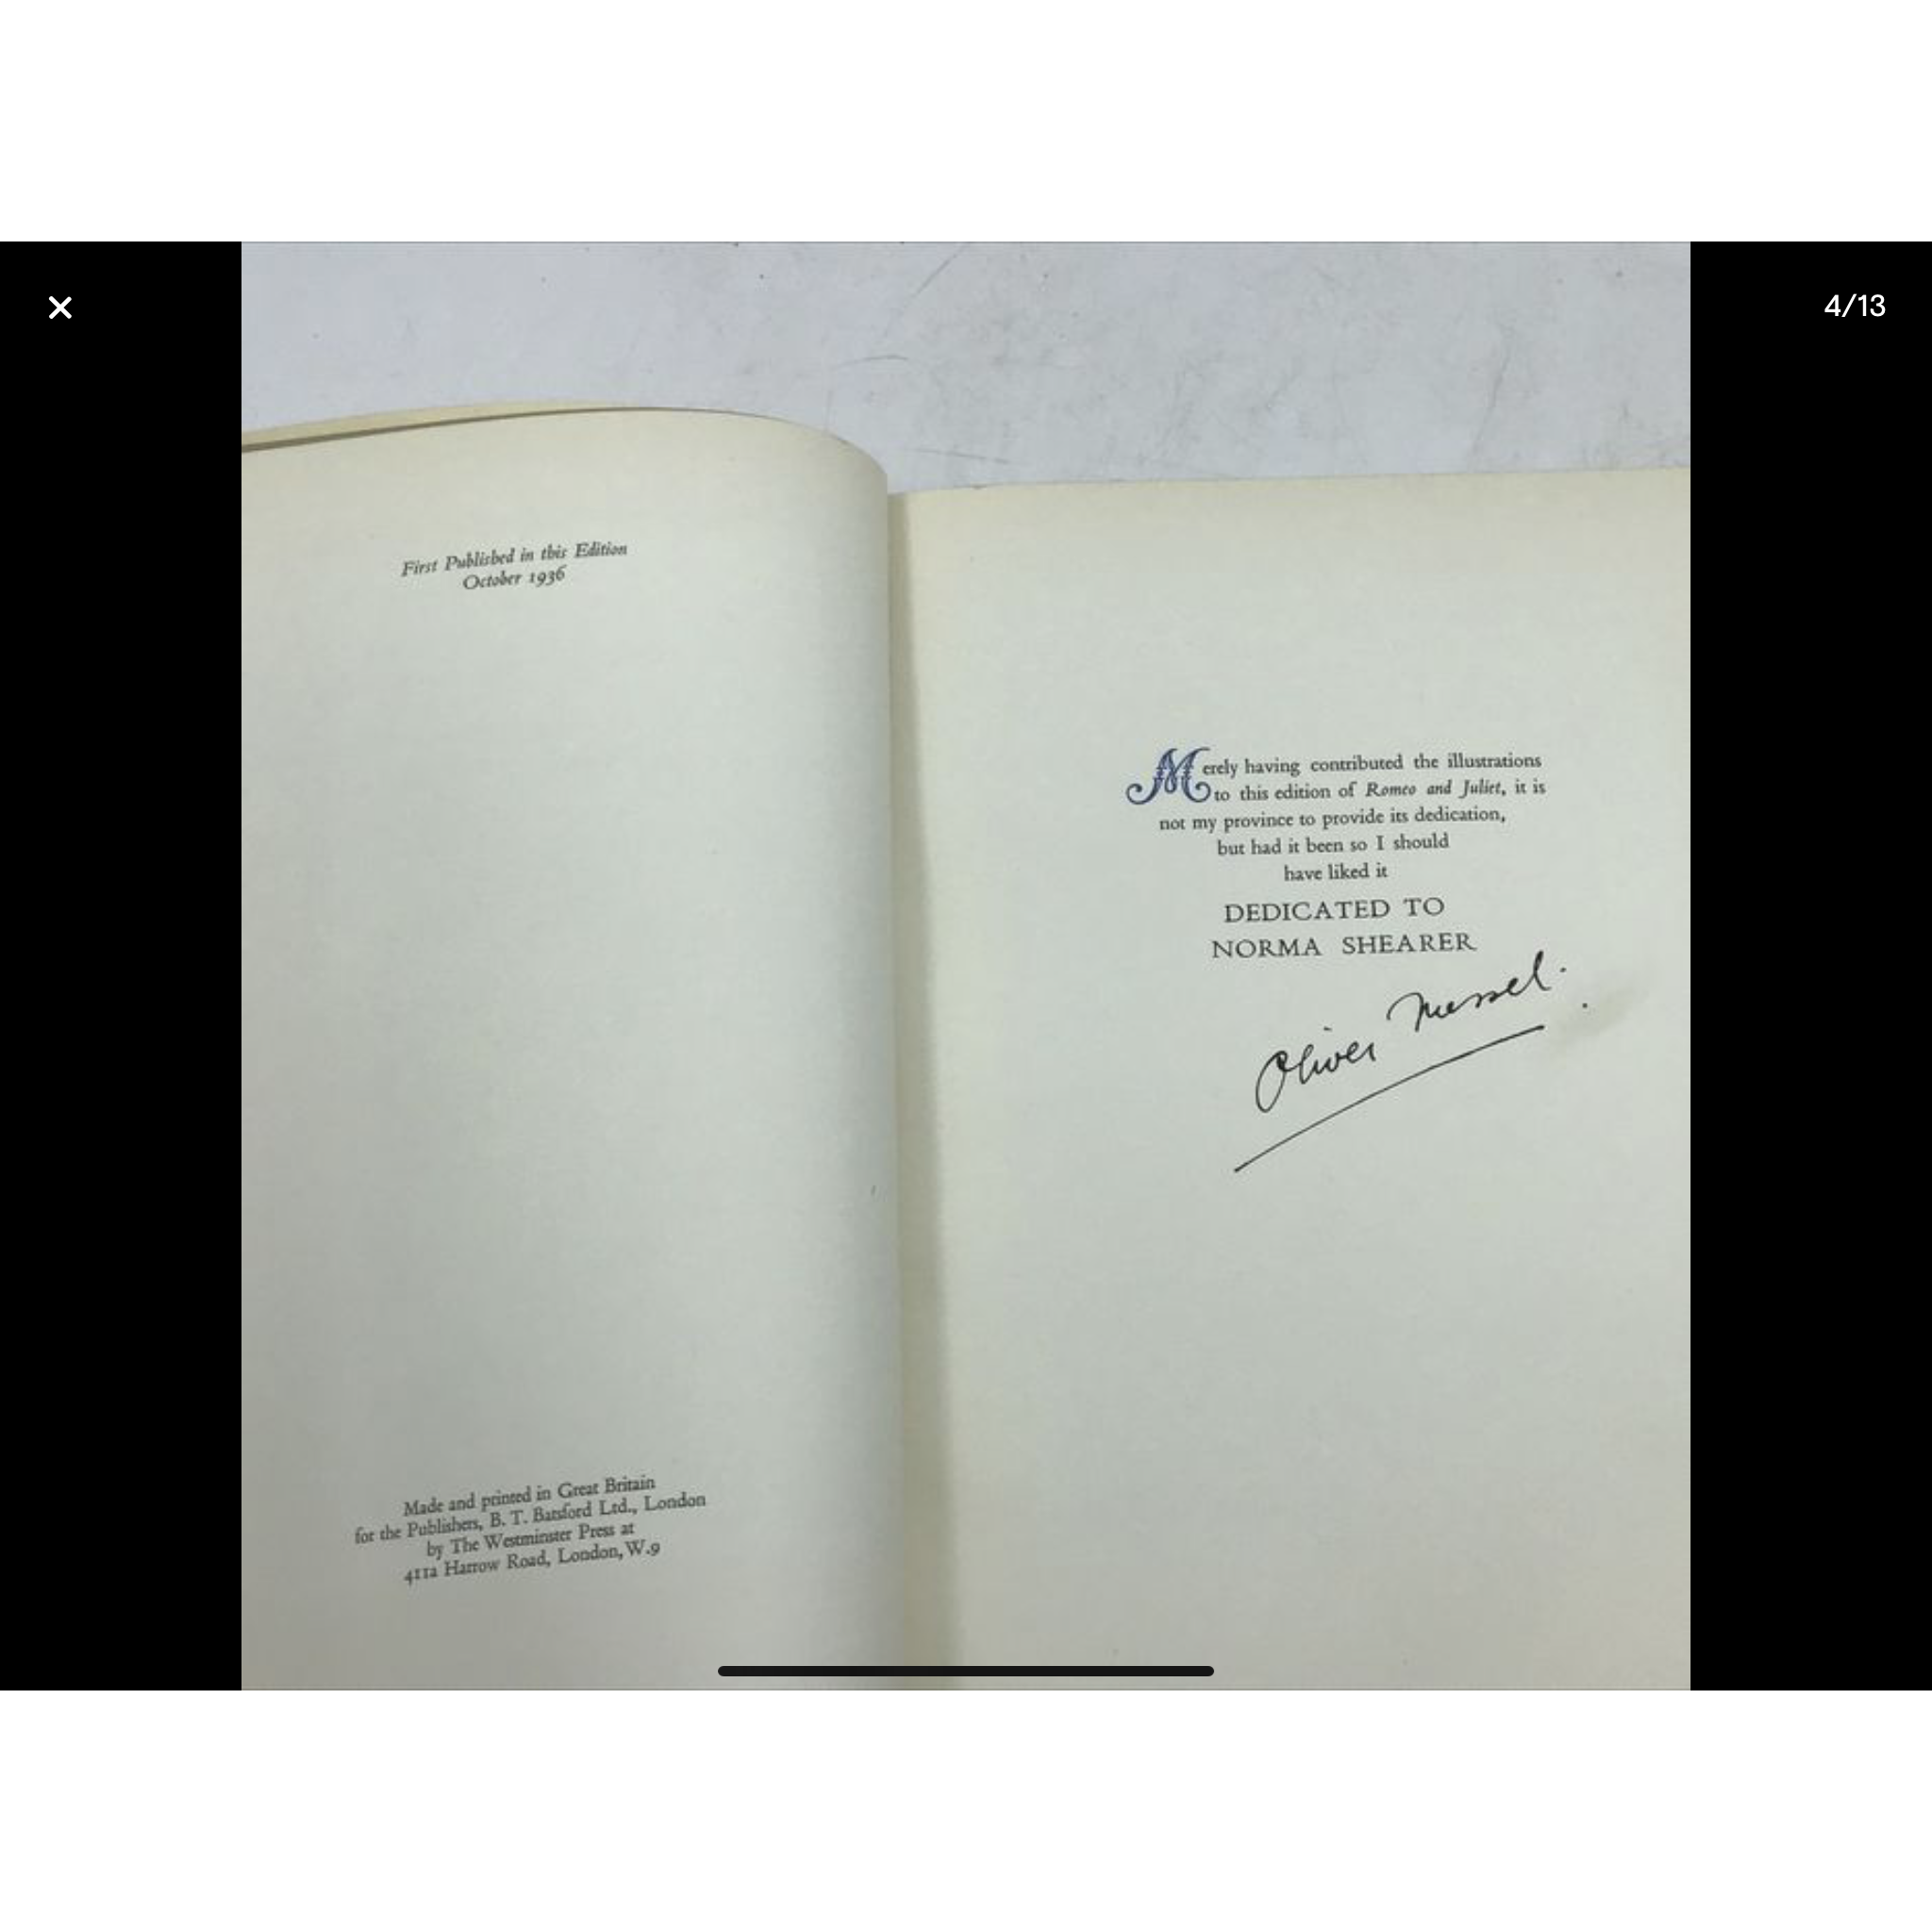 4/13
First Published in this Edition
October 1936
Made and printed in Great Britain
for the Publishers, B. T. Batsford Ltd., London
by The Westminster Press at
411a Harrow Road, London, W.9
Merely having contributed the illustrations
to this edition of Romeo and Juliet, it is
not my province to provide its dedication,
but had it been so I should
have liked it
DEDICATED TO
NORMA SHEARER
Oliver Messel.